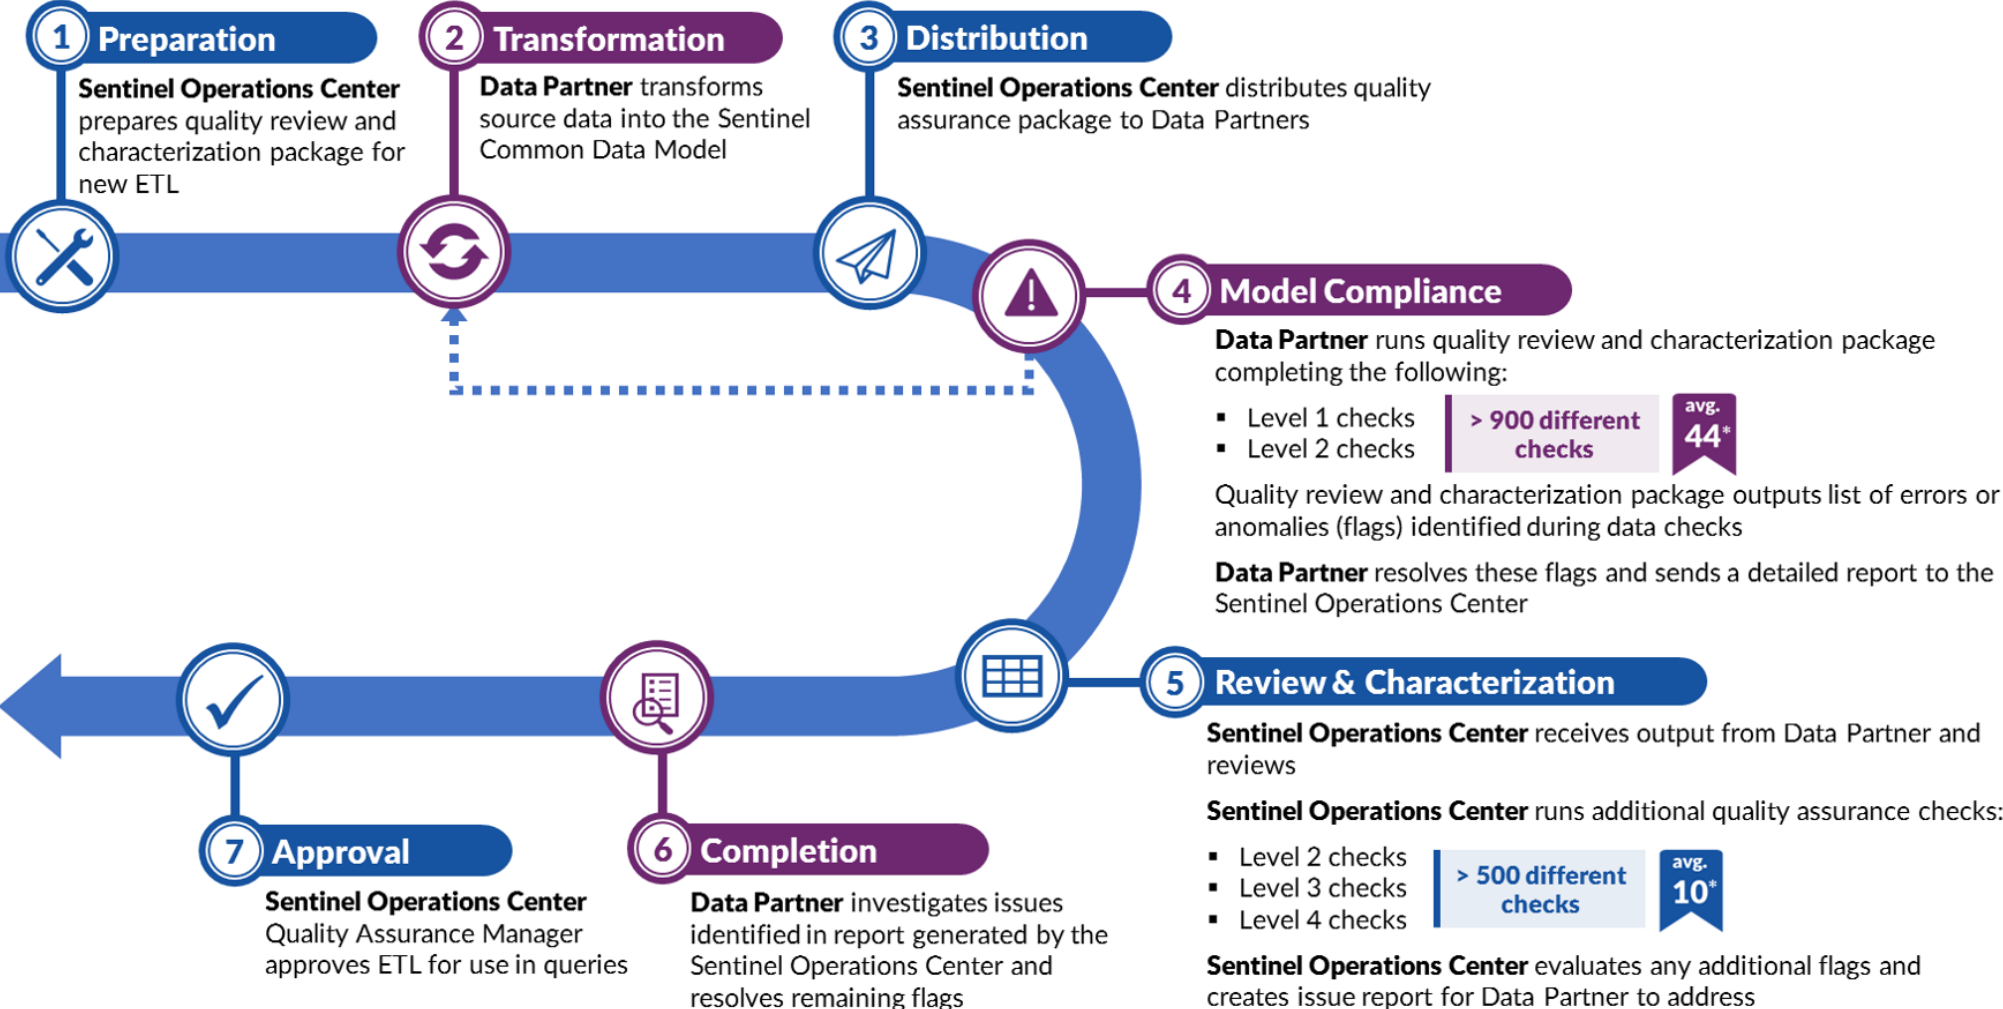 1 Preparation
Sentinel Operations Center
prepares quality review and
characterization package for
new ETL
2 Transformation
Data Partner transforms
source data into the Sentinel
Common Data Model
3 Distribution
Sentinel Operations Center distributes quality
assurance package to Data Partners
4 Model Compliance
Data Partner runs quality review and characterization package
completing the following:
▪ Level 1 checks
▪ Level 2 checks
> 900 different
checks
avg.
44*
Quality review and characterization package outputs list of errors or
anomalies (flags) identified during data checks
Data Partner resolves these flags and sends a detailed report to the
Sentinel Operations Center
5 Review & Characterization
Sentinel Operations Center receives output from Data Partner and
reviews
Sentinel Operations Center runs additional quality assurance checks:
▪ Level 2 checks
▪ Level 3 checks
▪ Level 4 checks
> 500 different
checks
avg.
10*
Sentinel Operations Center evaluates any additional flags and
creates issue report for Data Partner to address
6 Completion
Data Partner investigates issues
identified in report generated by the
Sentinel Operations Center and
resolves remaining flags
7 Approval
Sentinel Operations Center
Quality Assurance Manager
approves ETL for use in queries